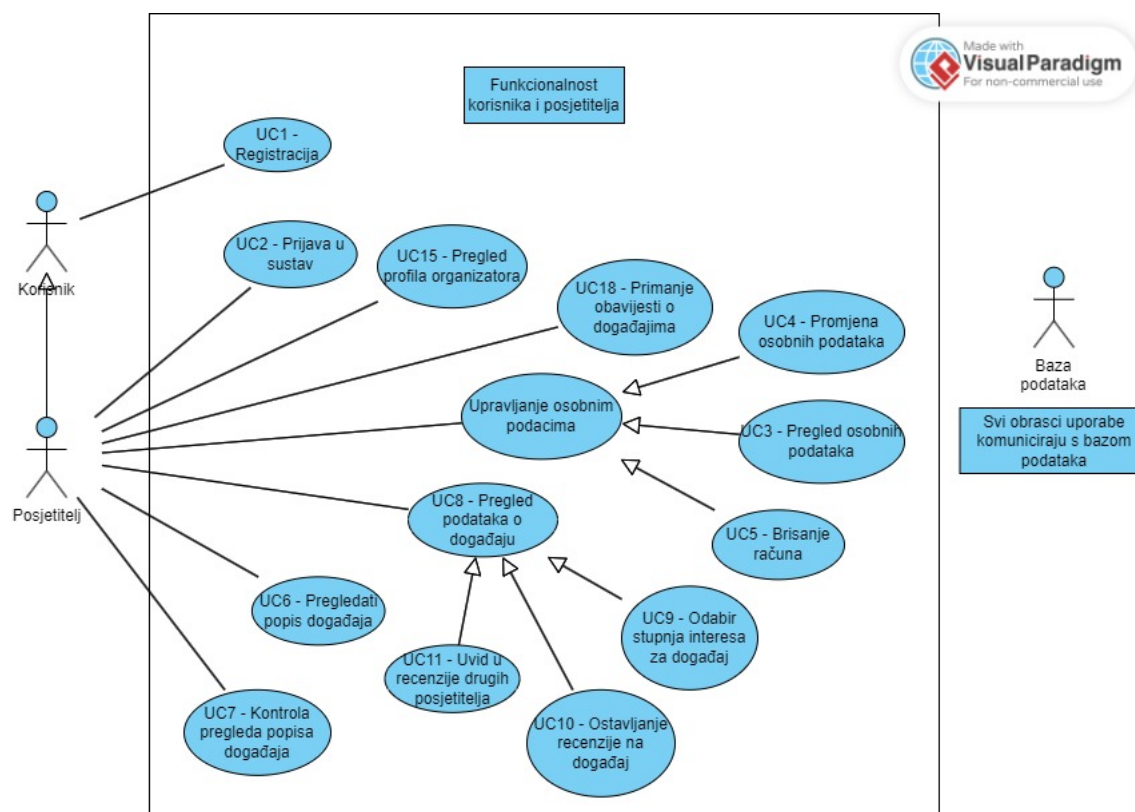 Made with
Visual Paradigm
For non-commercial use
Funkcionalnost
korisnika i posjetitelja
UC1 -
Registracija
Korisnik
UC2 - Prijava u
sustav
UC15 - Pregled
profila organizatora
UC18 - Primanje
obavijesti o
događajima
UC4 - Promjena
osobnih podataka
Baza
podataka
Upravljanje osobnim
podacima
UC3 - Pregled osobnih
podataka
Svi obrasci uporabe
komuniciraju s bazom
podataka
Posjetitelj
UC8 - Pregled
podataka o
događaju
UC5 - Brisanje
računa
UC6 - Pregledati
popis događaja
UC9 - Odabir
stupnja interesa
za događaj
UC11 - Uvid u
recenzije drugih
posjetitelja
UC7 - Kontrola
pregleda popisa
događaja
UC10 - Ostavljanje
recenzije na
događaj